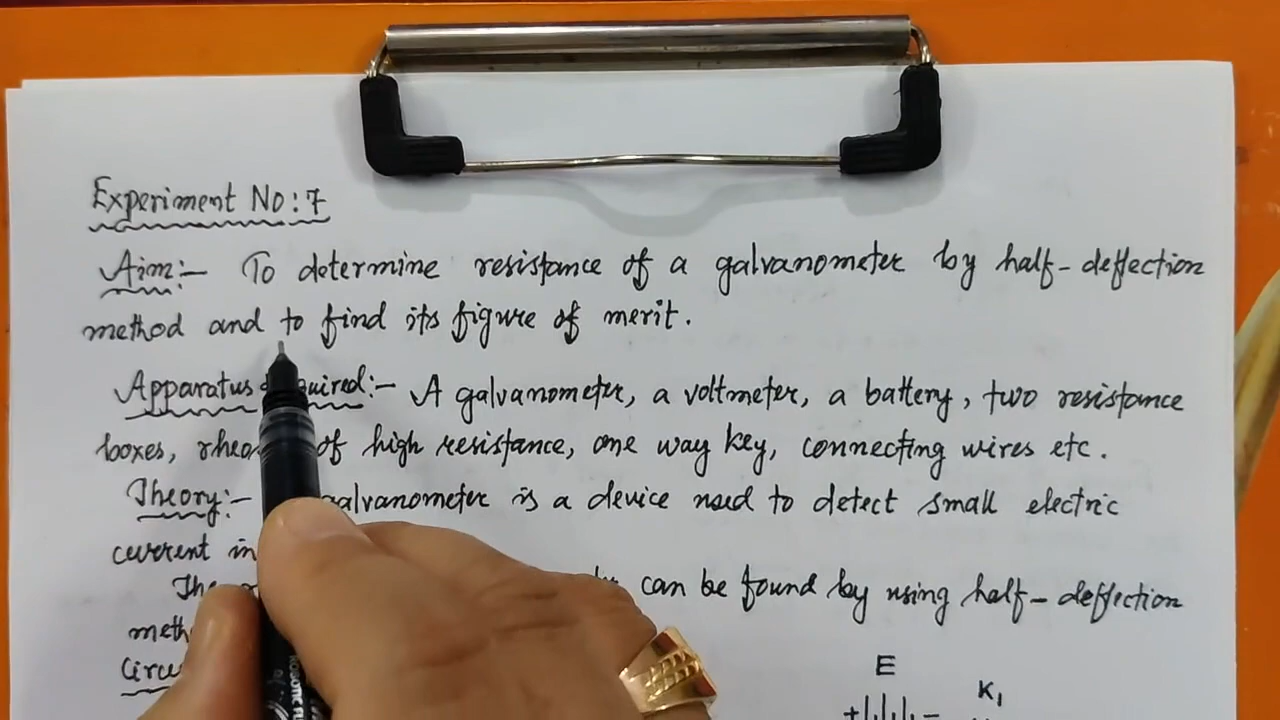 Experiment No: 7
Aim:- To determine resistance of a galvanometer by half-deflection
method and to find its figure of merit.
Apparatus :- A galvanometer, a voltmeter, a battery, two resistance
boxes, of high resistance, one way key, connecting wires etc.
Theory:- galvanometer is a device used to detect small electric
current in
can be found by using half-deflection
E
K1
+ -